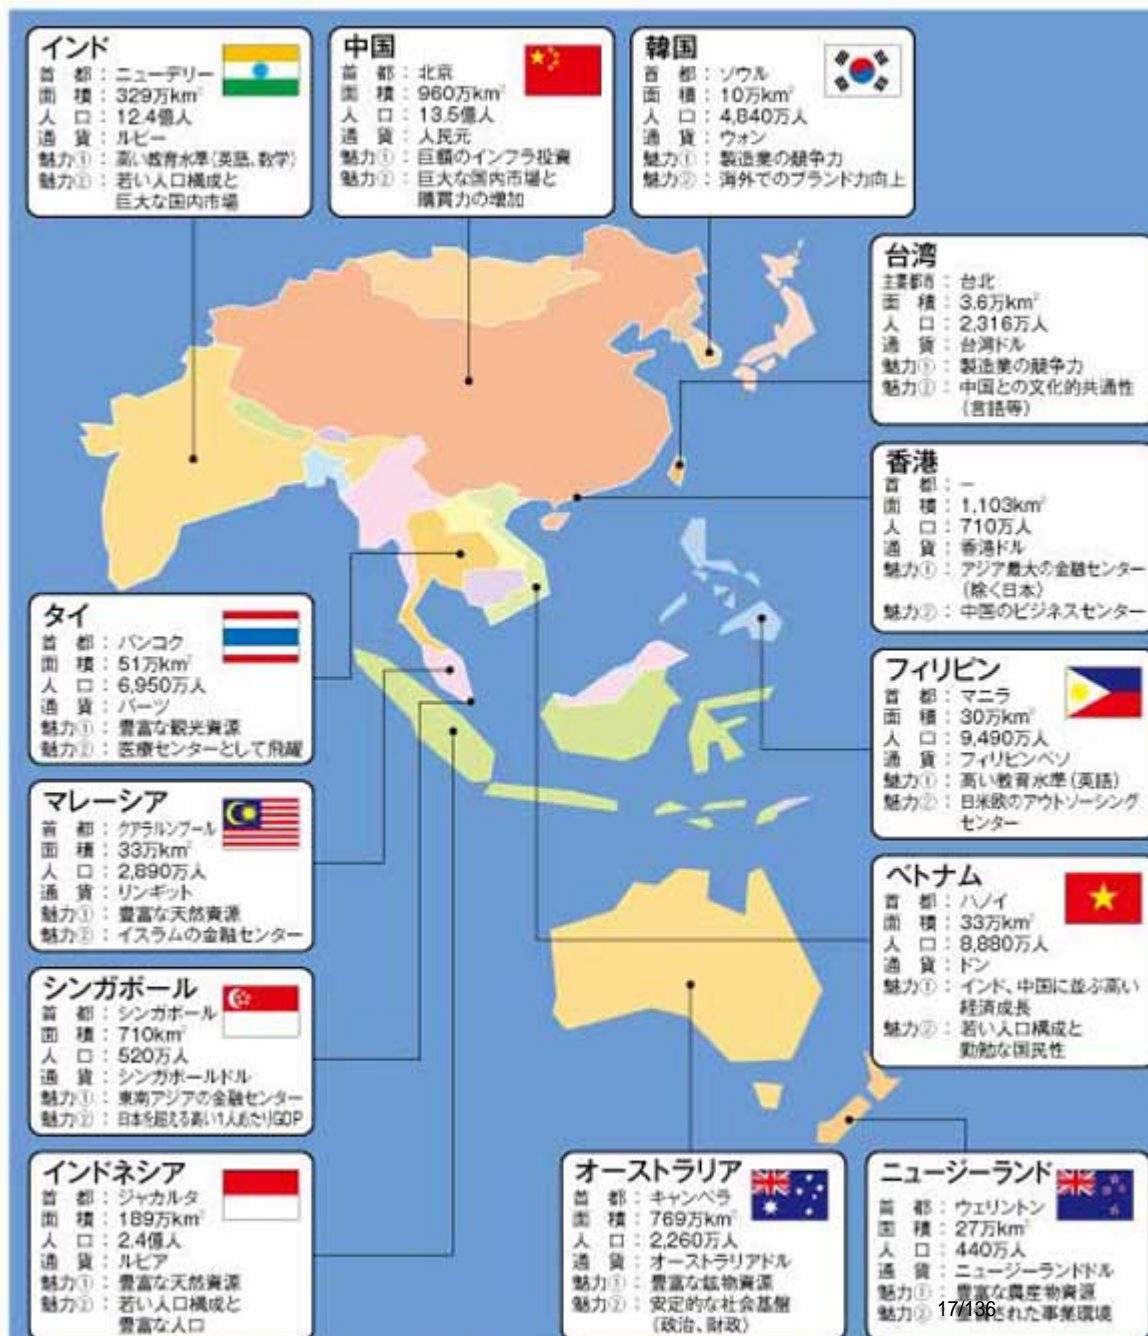 インド
首　都：ニューデリー
面　積：329万km²
人　口：12.4億人
通　貨：ルピー
魅力①：高い教育水準（英語、数学）
魅力②：若い人口構成と
巨大な国内市場
中国
首　都：北京
面　積：960万km²
人　口：13.5億人
通　貨：人民元
魅力①：巨額のインフラ投資
魅力②：巨大な国内市場と
購買力の増加
韓国
首　都：ソウル
面　積：10万km²
人　口：4,840万人
通　貨：ウォン
魅力①：製造業の競争力
魅力②：海外でのブランド力向上
台湾
主要都市：台北
面　積：3.6万km²
人　口：2,316万人
通　貨：台湾ドル
魅力①：製造業の競争力
魅力②：中国との文化的共通性
（言語等）
香港
首　都：－
面　積：1,103km²
人　口：710万人
通　貨：香港ドル
魅力①：アジア最大の金融センター
（除く日本）
魅力②：中国のビジネスセンター
タイ
首　都：バンコク
面　積：51万km²
人　口：6,950万人
通　貨：バーツ
魅力①：豊富な観光資源
魅力②：医療センターとして飛躍
フィリピン
首　都：マニラ
面　積：30万km²
人　口：9,490万人
通　貨：フィリピンペソ
魅力①：高い教育水準（英語）
魅力②：日米欧のアウトソーシング
センター
マレーシア
首　都：クアラルンプール
面　積：33万km²
人　口：2,890万人
通　貨：リンギット
魅力①：豊富な天然資源
魅力②：イスラムの金融センター
ベトナム
首　都：ハノイ
面　積：33万km²
人　口：8,880万人
通　貨：ドン
魅力①：インド、中国に並ぶ高い
経済成長
魅力②：若い人口構成と
勤勉な国民性
シンガポール
首　都：シンガポール
面　積：710km²
人　口：520万人
通　貨：シンガポールドル
魅力①：東南アジアの金融センター
魅力②：日本を超える高い1人あたりGDP
インドネシア
首　都：ジャカルタ
面　積：189万km²
人　口：2.4億人
通　貨：ルピア
魅力①：豊富な天然資源
魅力②：若い人口構成と
豊富な人口
オーストラリア
首　都：キャンベラ
面　積：769万km²
人　口：2,260万人
通　貨：オーストラリアドル
魅力①：豊富な鉱物資源
魅力②：安定的な社会基盤
（政治、財政）
ニュージーランド
首　都：ウェリントン
面　積：27万km²
人　口：440万人
通　貨：ニュージーランドドル
魅力①：豊富な農産物資源
魅力②：された事業環境
17/136